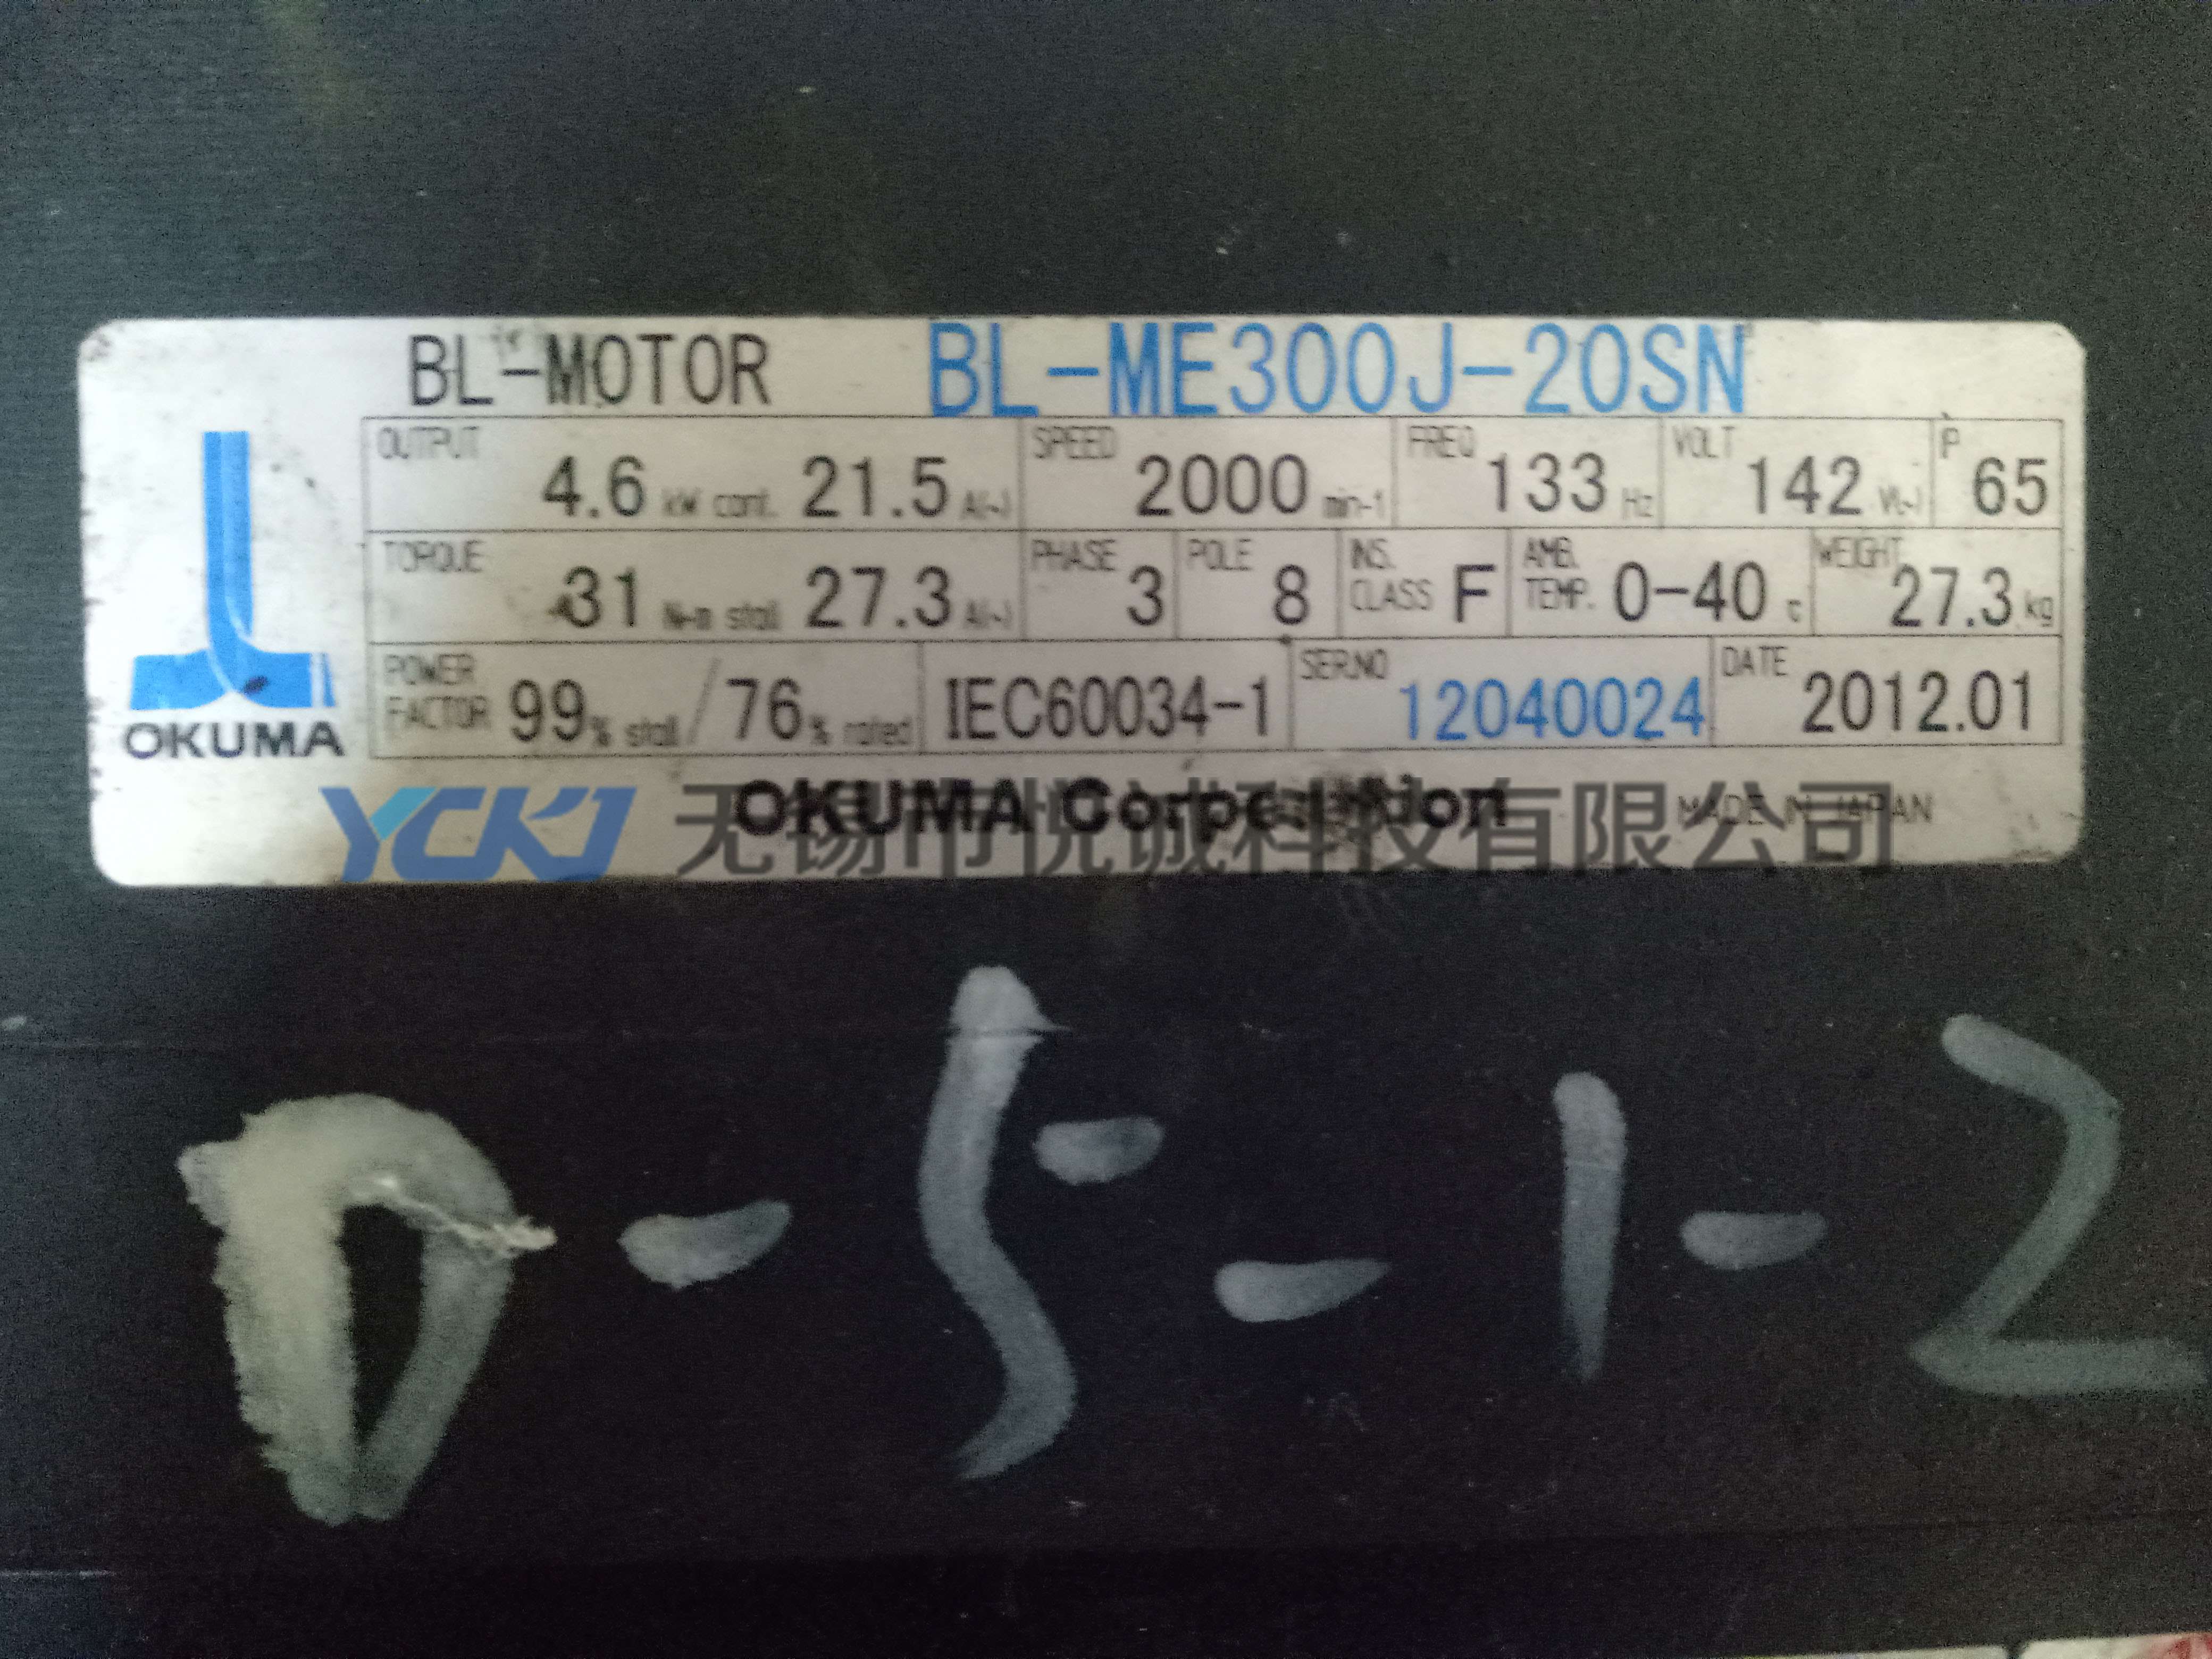 BL-MOTOR BL-ME300J-20SN
OUTPUT 4.6 kW cont. 21.5 A(~) SPEED 2000 min-1 FREQ 133 Hz VOLT 142 V(~) IP 65
TORQUE 31 N-m stall 27.3 A(~) PHASE 3 POLE 8 INS. CLASS F AMB. TEMP. 0-40 ℃ WEIGHT 27.3 kg
POWER FACTOR 99% stall / 76% rated IEC60034-1 SER.NO 12040024 DATE 2012.01
OKUMA
OKUMA Corporation MADE IN JAPAN
YCKJ 无锡市悦诚科技有限公司
D-5-1-2